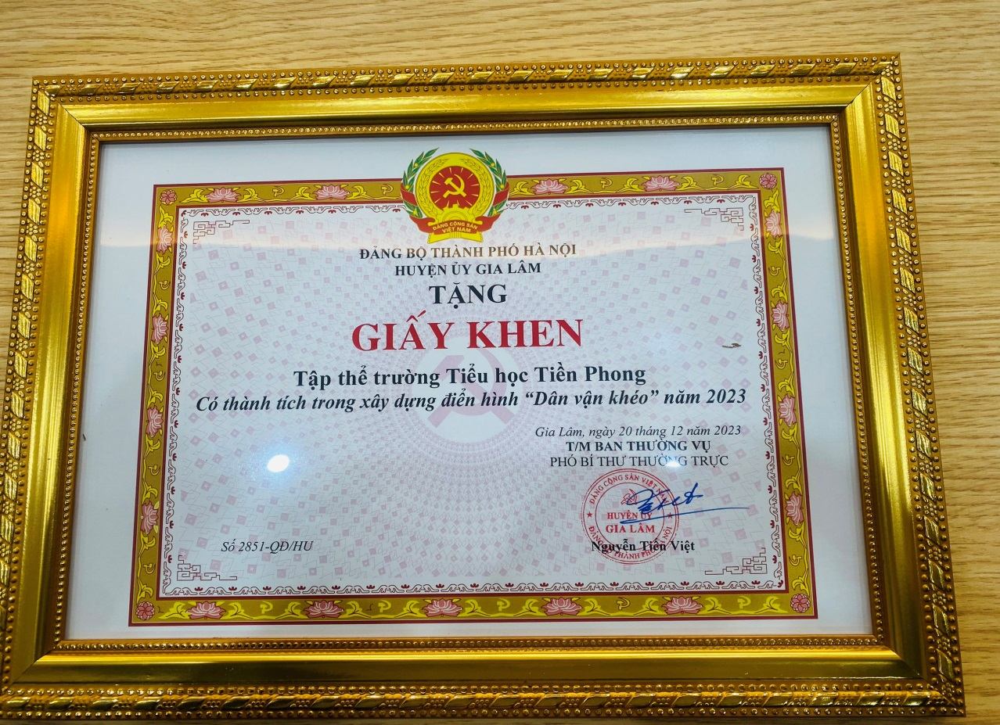 ĐẢNG CỘNG SẢN
VIỆT NAM
ĐẢNG BỘ THÀNH PHỐ HÀ NỘI
HUYỆN ỦY GIA LÂM
TẶNG
GIẤY KHEN
Tập thể trường Tiểu học Tiền Phong
Có thành tích trong xây dựng điển hình “Dân vận khéo” năm 2023
Gia Lâm, ngày 20 tháng 12 năm 2023
T/M BAN THƯỜNG VỤ
PHÓ BÍ THƯ THƯỜNG TRỰC
ĐẢNG CỘNG SẢN VIỆT
HUYỆN ỦY
GIA LÂM
ĐẢNG BỘ THÀNH PHỐ HÀ NỘI
Nguyễn Tiến Việt
Số 2851-QĐ/HU